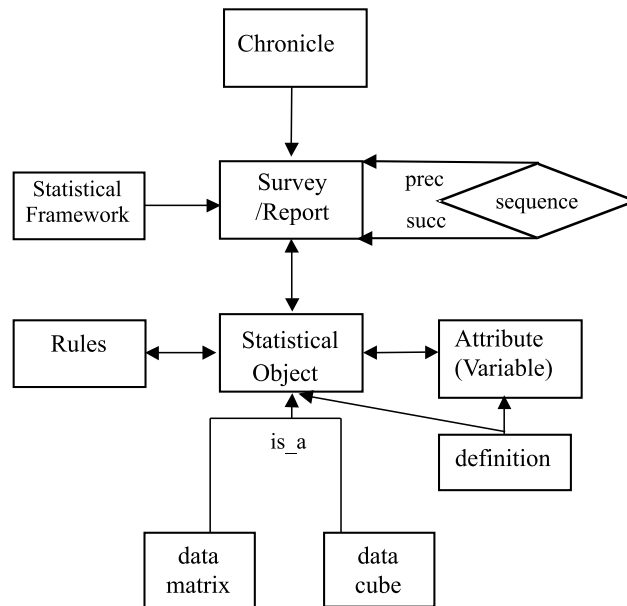 Chronicle
Statistical
Framework
Survey
/Report
prec
succ
sequence
Rules
Statistical
Object
Attribute
(Variable)
is_a
definition
data
matrix
data
cube